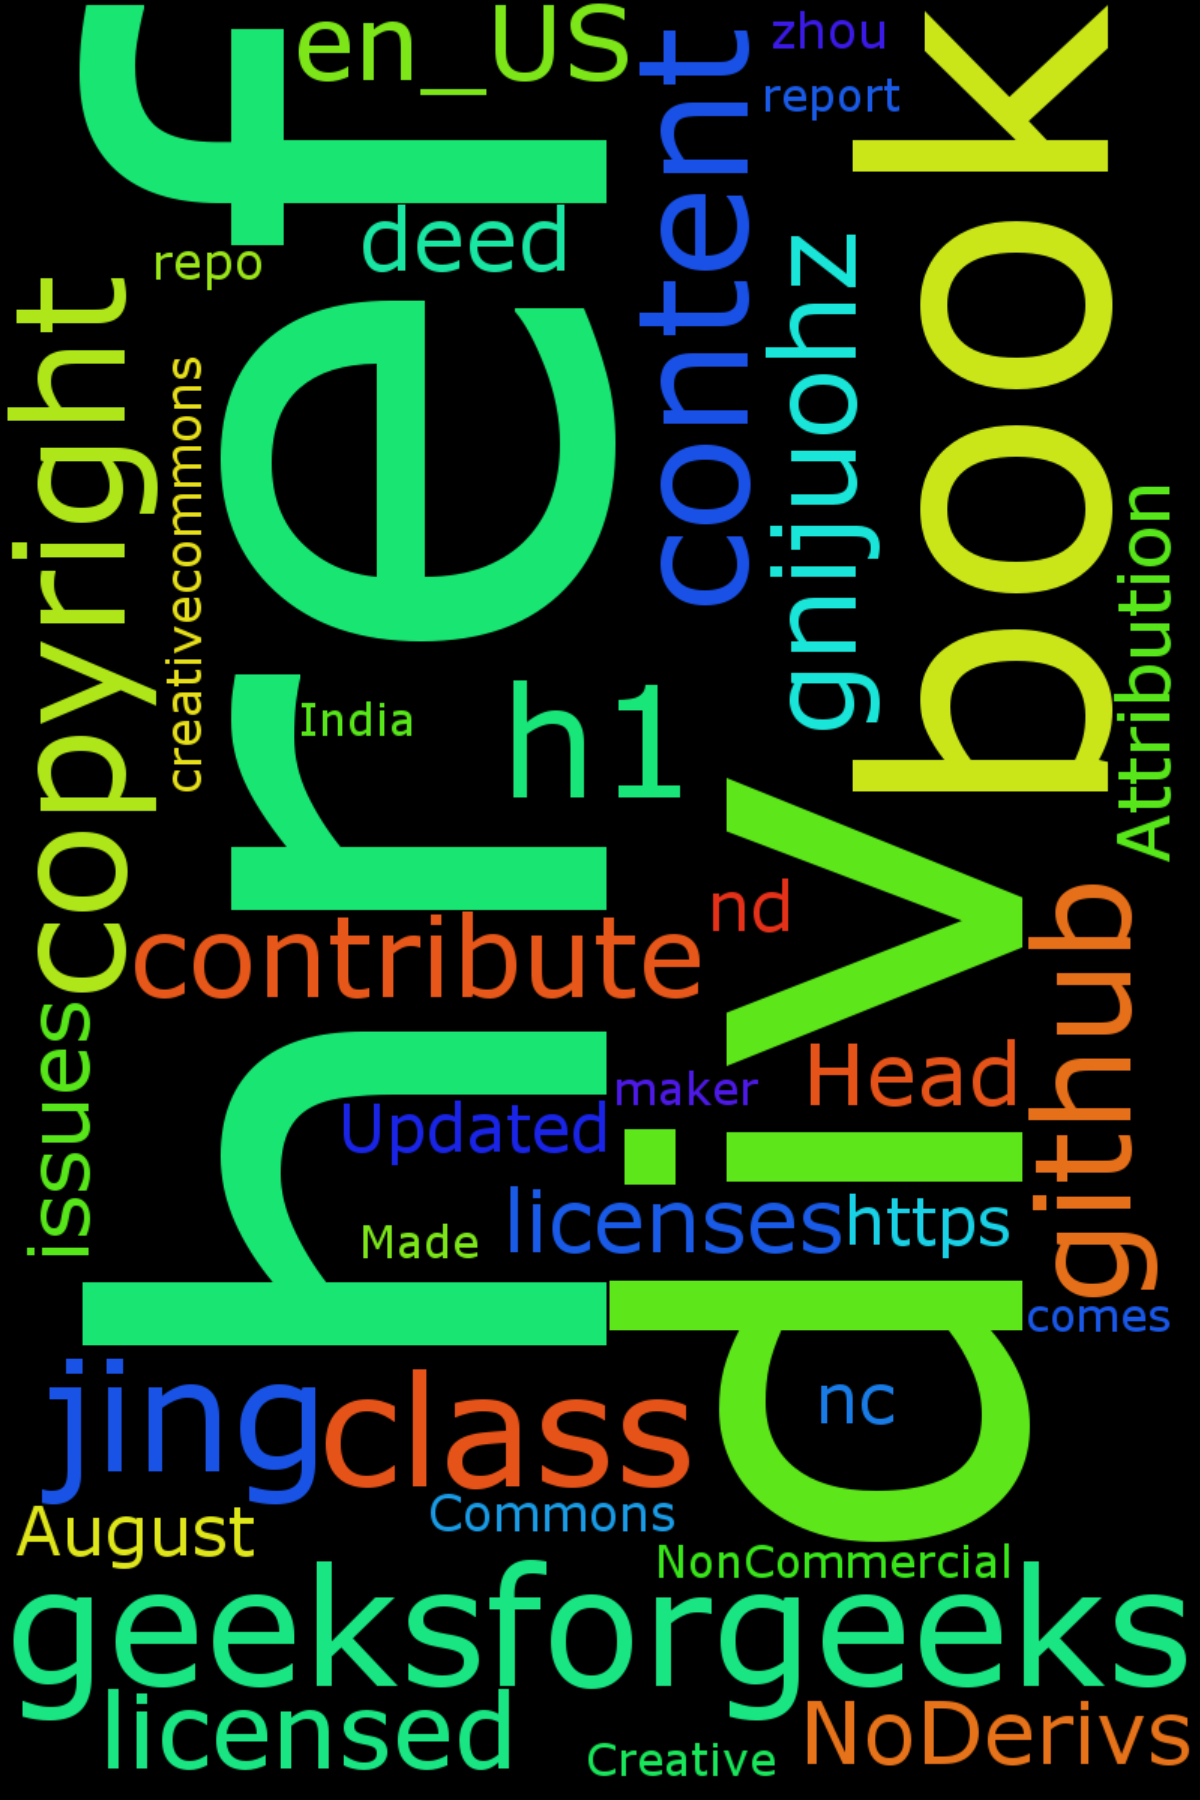 en_US
zhou
report
href
content
book
deed
repo
gnijuohz
copyright
creativecommons
Attribution
India
h1
div
nd
contribute
github
issues
Head
maker
Updated
licenses
https
Made
comes
jing
class
nc
August
Commons
NonCommercial
geeksforgeeks
licensed
NoDerivs
Creative